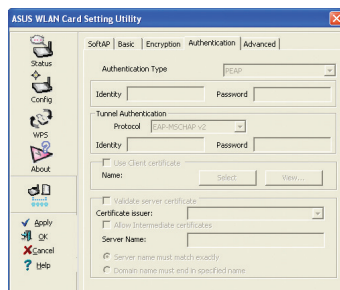 ASUS WLAN Card Setting Utility
Status
Config
WPS
About
Apply
OK
Cancel
Help
SoftAP Basic Encryption Authentication Advanced
Authentication Type PEAP
Identity Password
Tunnel Authentication
Protocol EAP-MSCHAP v2
Identity Password
Use Client certificate
Name: Select View...
Validate server certificate
Certificate issuer:
Allow Intermediate certificates
Server Name:
Server name must match exactly
Domain name must end in specified name